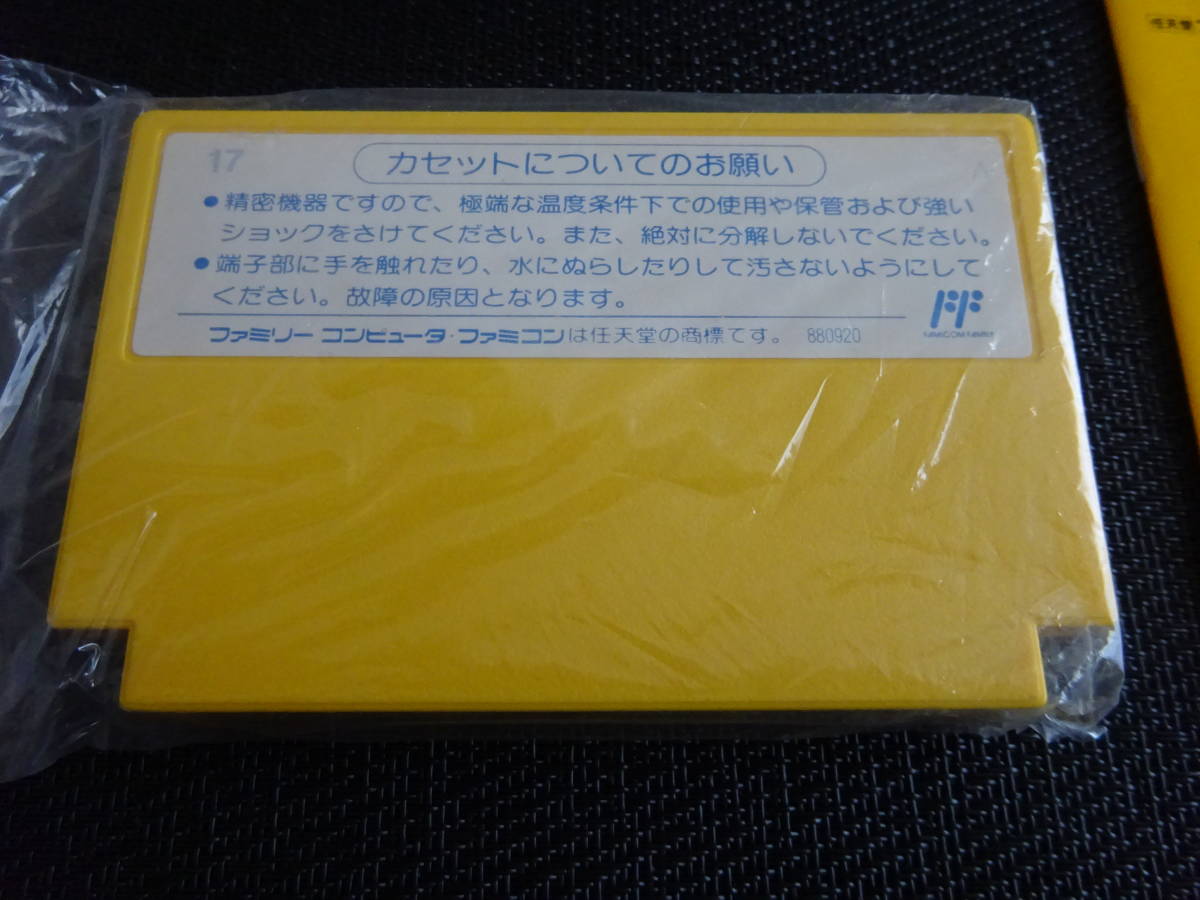 任天堂
17
カセットについてのお願い
●精密機器ですので、極端な温度条件下での使用や保管および強い
ショックをさけてください。また、絶対に分解しないでください。
●端子部に手を触れたり、水にぬらしたりして汚さないようにして
ください。故障の原因となります。
FF
FAMICOM FAMILY
ファミリー コンピュータ・ファミコンは任天堂の商標です。 880920